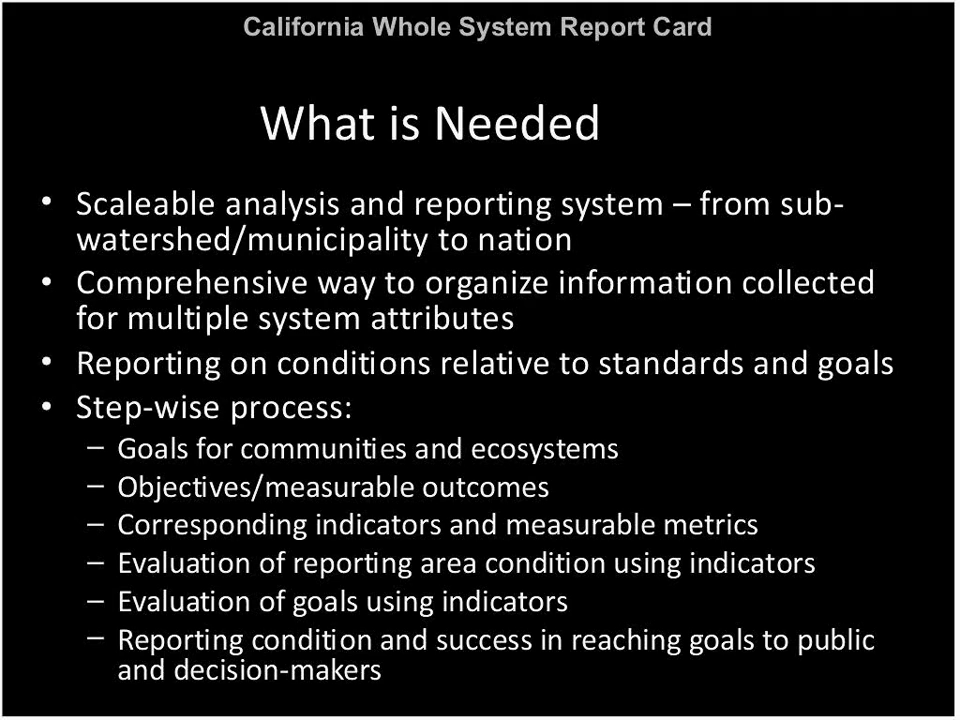 California Whole System Report Card
What is Needed
• Scaleable analysis and reporting system – from sub-
watershed/municipality to nation
• Comprehensive way to organize information collected
for multiple system attributes
• Reporting on conditions relative to standards and goals
• Step-wise process:
– Goals for communities and ecosystems
– Objectives/measurable outcomes
– Corresponding indicators and measurable metrics
– Evaluation of reporting area condition using indicators
– Evaluation of goals using indicators
– Reporting condition and success in reaching goals to public
and decision-makers